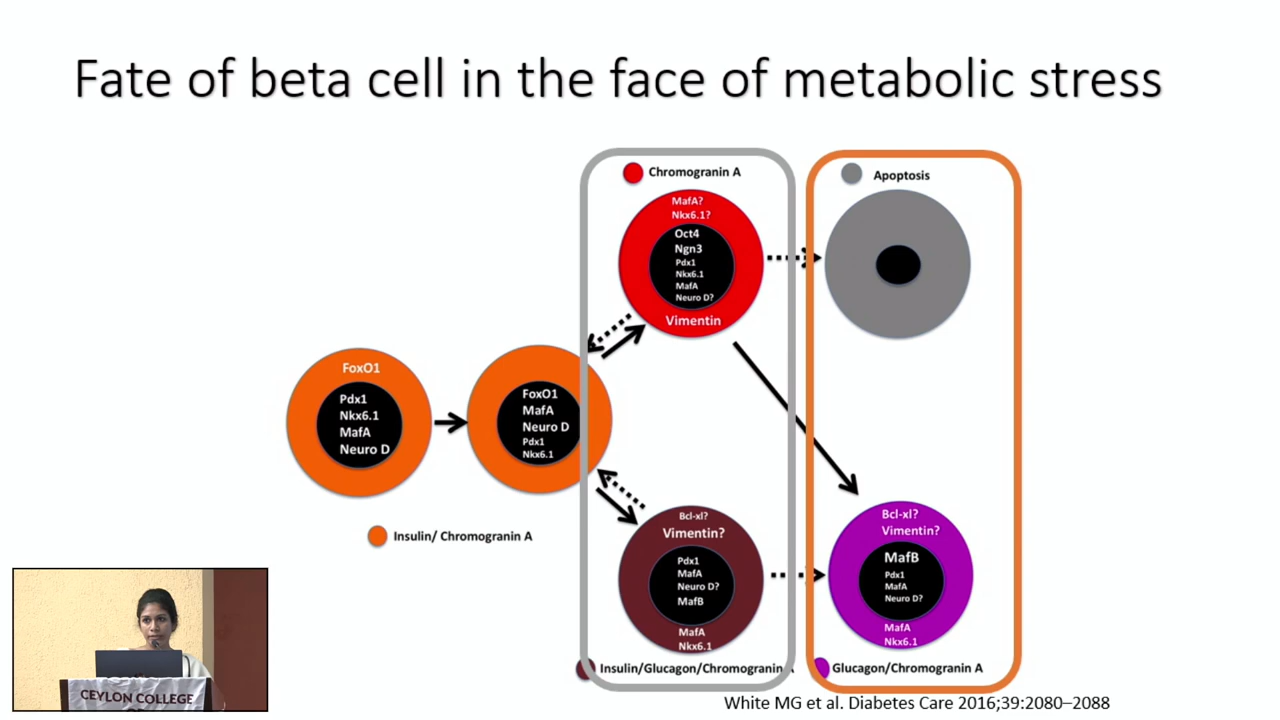 Fate of beta cell in the face of metabolic stress
Chromogranin A
MafA?
Nkx6.1?
Oct4
Ngn3
Pdx1
Nkx6.1
MafA
Neuro D?
Vimentin
Apoptosis
FoxO1
Pdx1
Nkx6.1
MafA
Neuro D
FoxO1
MafA
Neuro D
Pdx1
Nkx6.1
Insulin/ Chromogranin A
Bcl-xl?
Vimentin?
Pdx1
MafA
Neuro D?
MafB
MafA
Nkx6.1
Insulin/Glucagon/Chromogranin A
Bcl-xl?
Vimentin?
MafB
Pdx1
MafA
Neuro D?
MafA
Nkx6.1
Glucagon/Chromogranin A
White MG et al. Diabetes Care 2016;39:2080–2088
CEYLON COLLEGE